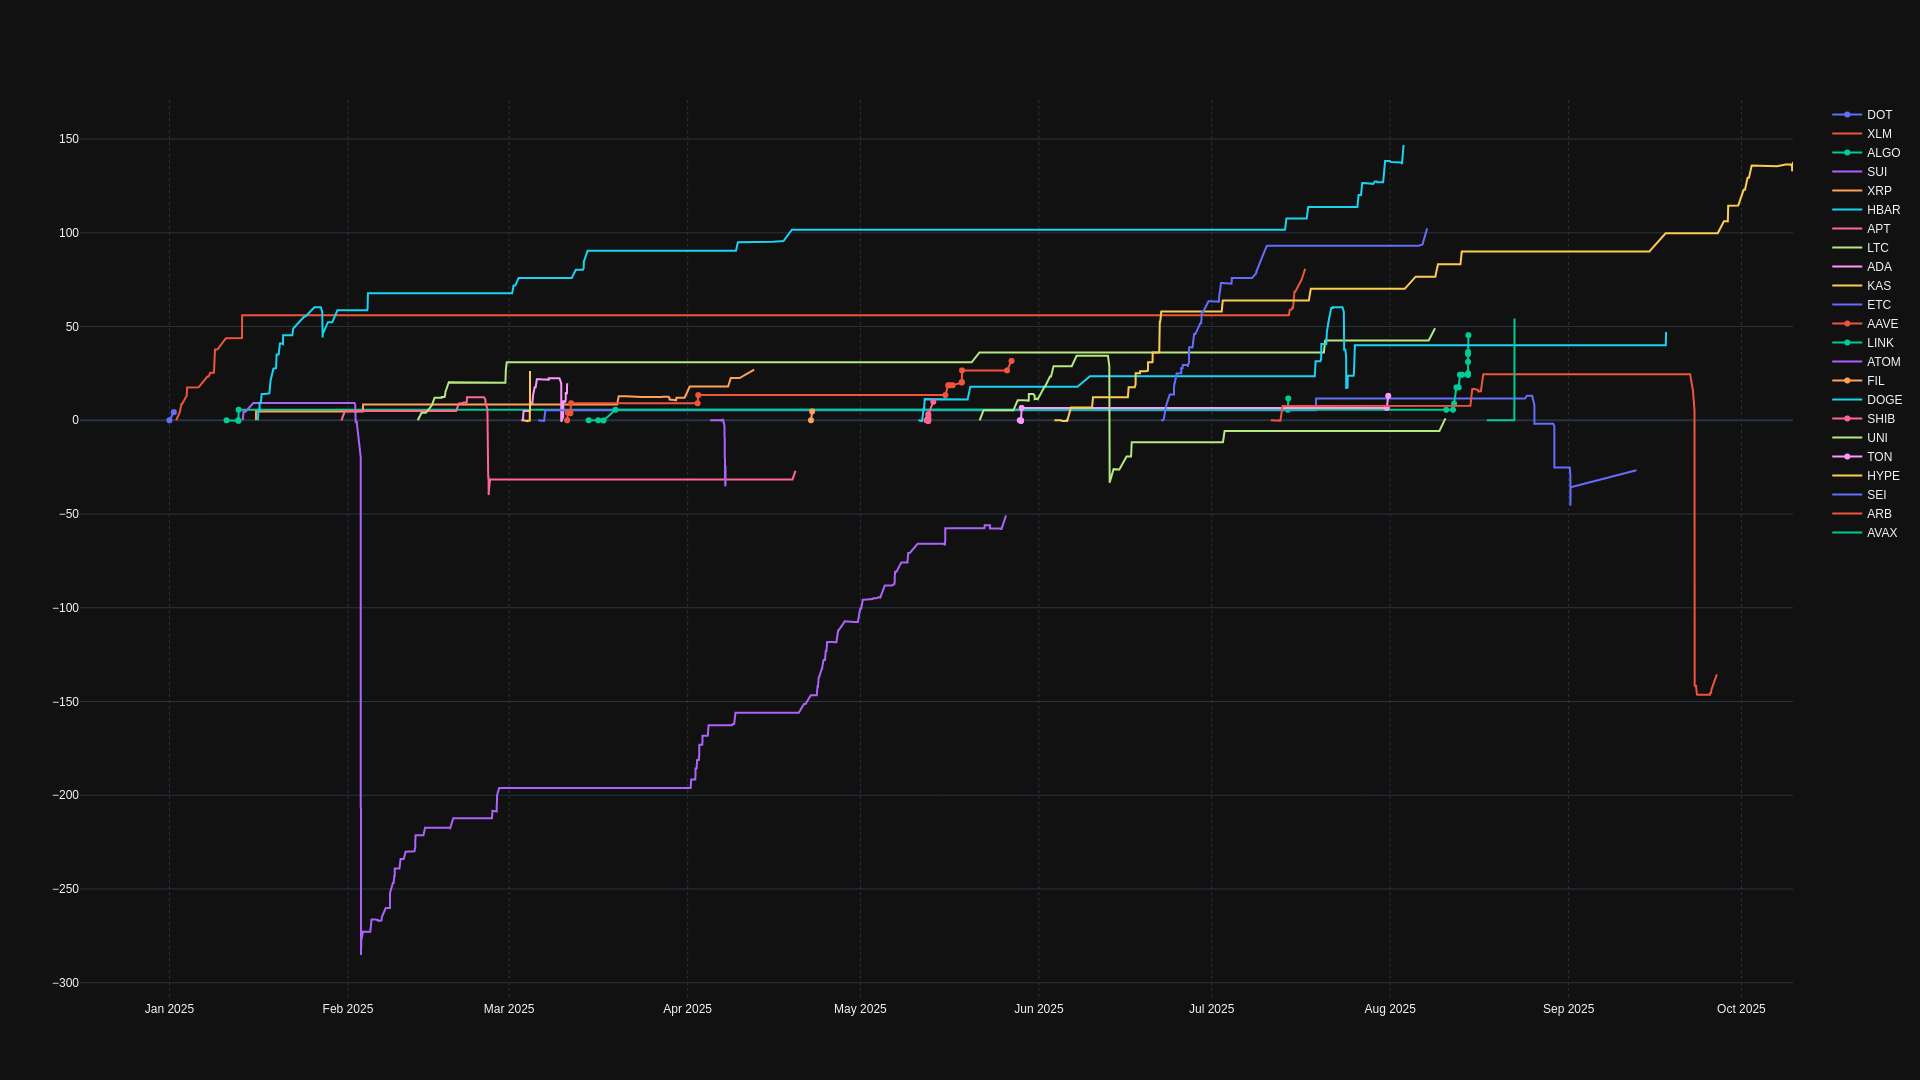 150
100
50
0
−50
−100
−150
−200
−250
−300
Jan 2025 Feb 2025 Mar 2025 Apr 2025 May 2025 Jun 2025 Jul 2025 Aug 2025 Sep 2025 Oct 2025
DOT
XLM
ALGO
SUI
XRP
HBAR
APT
LTC
ADA
KAS
ETC
AAVE
LINK
ATOM
FIL
DOGE
SHIB
UNI
TON
HYPE
SEI
ARB
AVAX